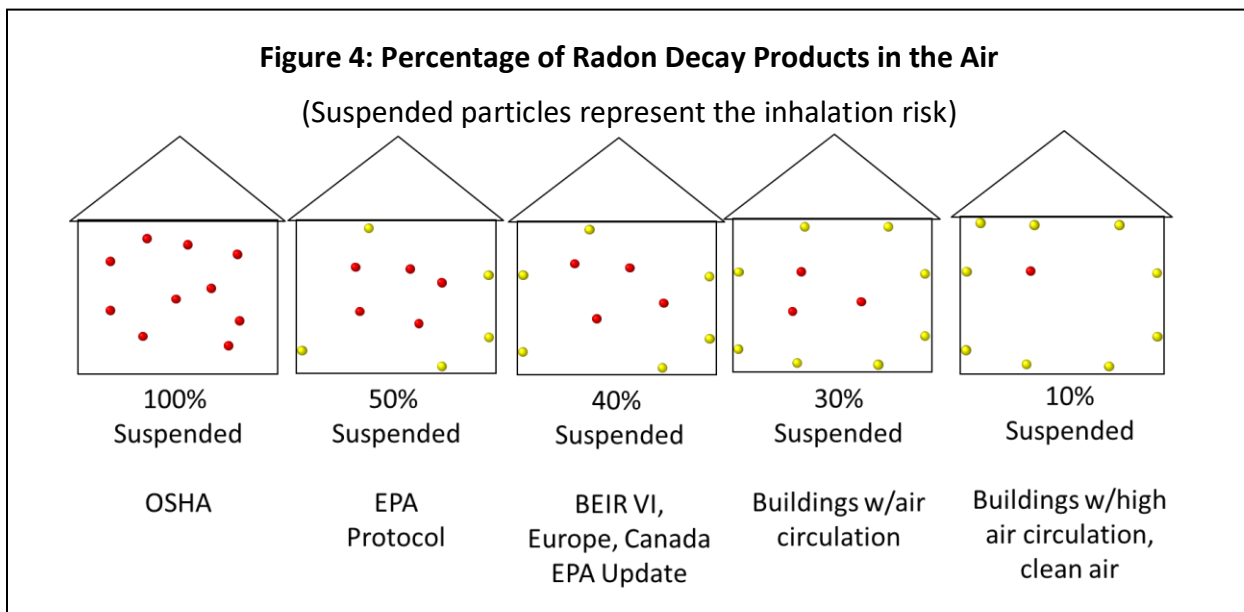 Figure 4: Percentage of Radon Decay Products in the Air
(Suspended particles represent the inhalation risk)
100%
Suspended
OSHA
50%
Suspended
EPA
Protocol
40%
Suspended
BEIR VI,
Europe, Canada
EPA Update
30%
Suspended
Buildings w/air
circulation
10%
Suspended
Buildings w/high
air circulation,
clean air